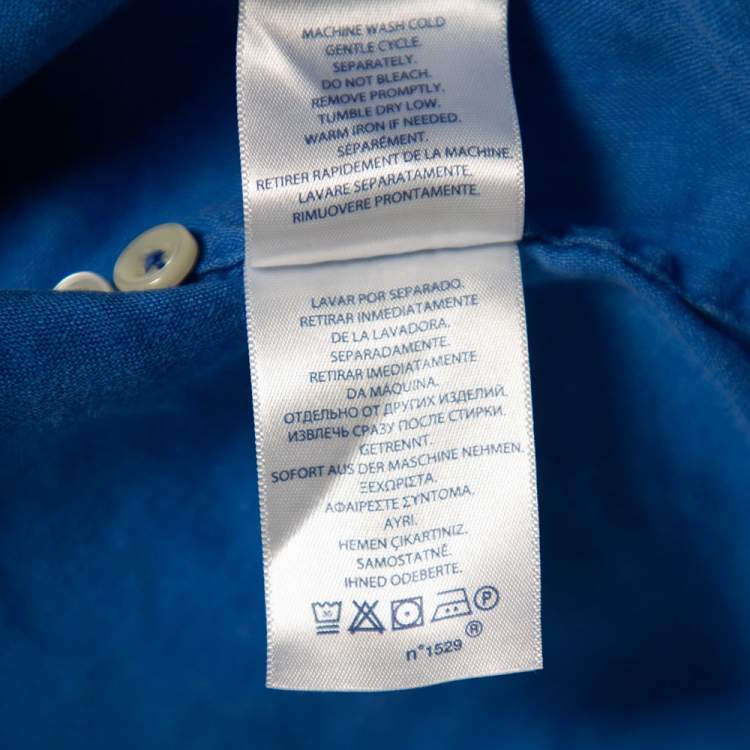 MACHINE WASH COLD
GENTLE CYCLE.
SEPARATELY.
DO NOT BLEACH.
REMOVE PROMPTLY.
TUMBLE DRY LOW.
WARM IRON IF NEEDED.
SÉPARÉMENT.
RETIRER RAPIDEMENT DE LA MACHINE.
LAVARE SEPARATAMENTE.
RIMUOVERE PRONTAMENTE.
LAVAR POR SEPARADO.
RETIRAR INMEDIATAMENTE
DE LA LAVADORA.
SEPARADAMENTE.
RETIRAR IMEDIATAMENTE
DA MÁQUINA.
ОТДЕЛЬНО ОТ ДРУГИХ ИЗДЕЛИЙ.
ИЗВЛЕЧЬ СРАЗУ ПОСЛЕ СТИРКИ.
GETRENNT.
SOFORT AUS DER MASCHINE NEHMEN.
ΞΕΧΩΡΙΣΤΑ.
ΑΦΑΙΡΕΣΤΕ ΣΥΝΤΟΜΑ.
AYRI.
HEMEN ÇIKARTINIZ.
SAMOSTATNĚ.
IHNED ODEBERTE.
30 P
n°1529 ®